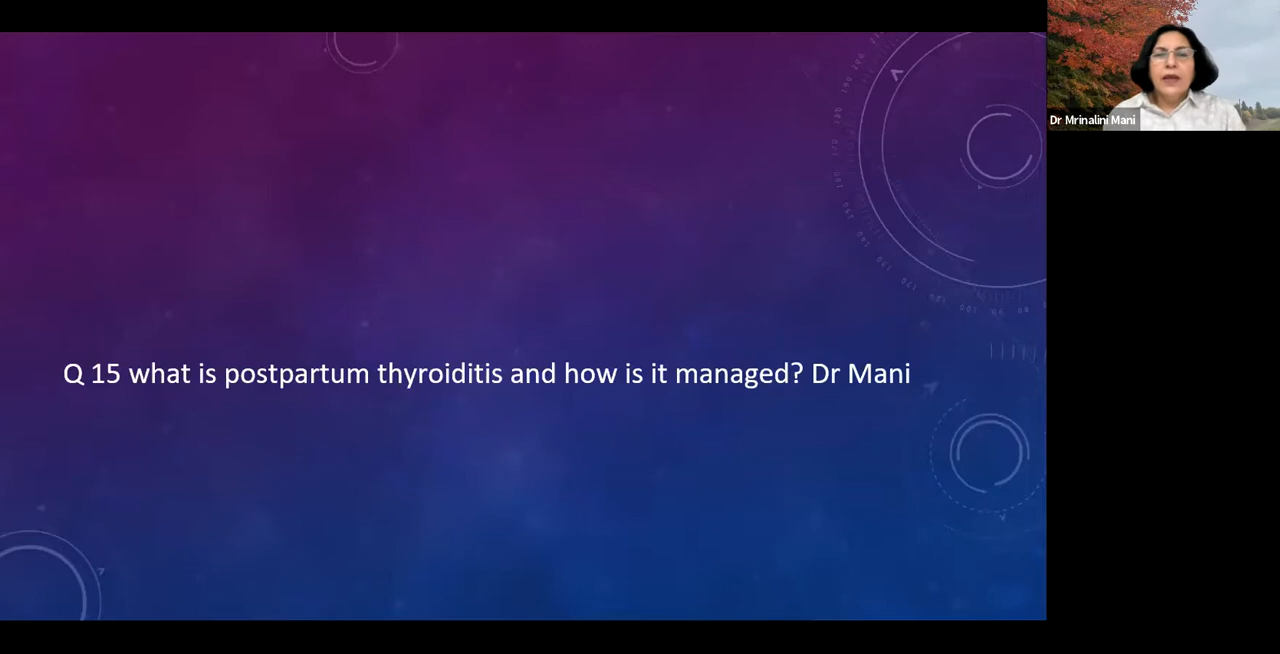 Dr Mrinalini Mani
Q 15 what is postpartum thyroiditis and how is it managed? Dr Mani